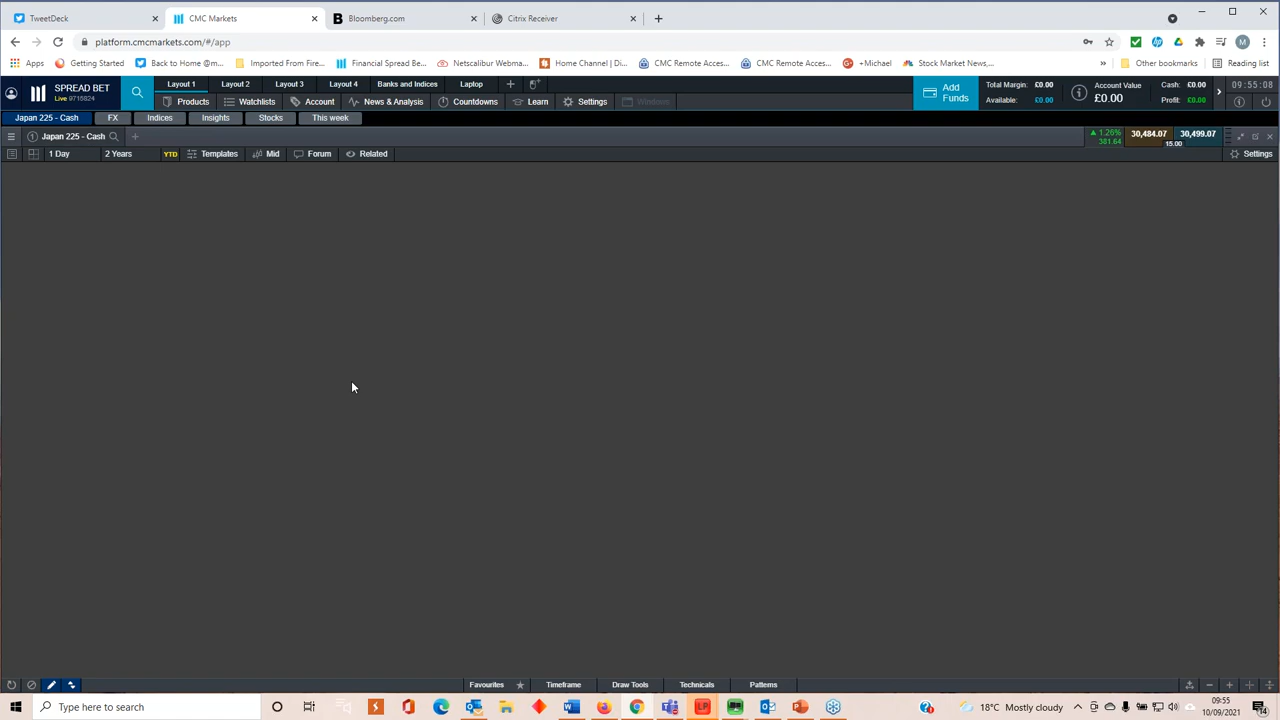 TweetDeck
CMC Markets
Bloomberg.com
Citrix Receiver
platform.cmcmarkets.com/#/app
Apps Getting Started Back to Home @m... Imported From Fire... Financial Spread Be... Netscalibur Webma... Home Channel | Di... CMC Remote Acces... CMC Remote Acces... +Michael Stock Market News,... » Other bookmarks Reading list
SPREAD BET
Live 9715824
Layout 1 Layout 2 Layout 3 Layout 4 Banks and Indices Laptop
Products Watchlists Account News & Analysis Countdowns Learn Settings Windows
Add Funds
Total Margin: £0.00
Available: £0.00
Account Value
£0.00
Cash: £0.00
Profit: £0.00
09:55:08
Japan 225 - Cash FX Indices Insights Stocks This week
1 Japan 225 - Cash
1.26%
381.64
30,484.07 30,499.07
15.00
1 Day 2 Years YTD Templates Mid Forum Related Settings
Favourites Timeframe Draw Tools Technicals Patterns
Type here to search
18°C Mostly cloudy
09:55
10/09/2021